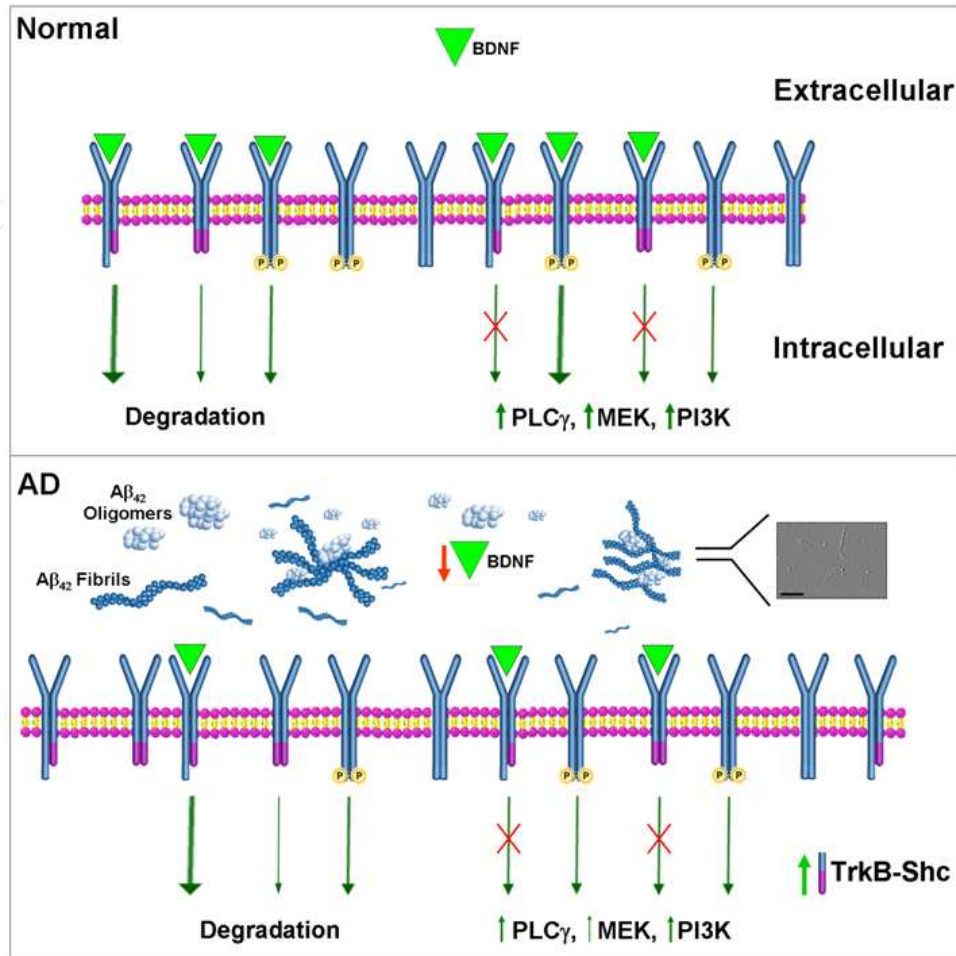 Normal
BDNF
Extracellular
P P
P P
P P
P P
Intracellular
Degradation
PLCγ, MEK, PI3K
AD
Aβ42
Oligomers
BDNF
Aβ42 Fibrils
P P
P P
P P
TrkB-Shc
Degradation
PLCγ, MEK, PI3K